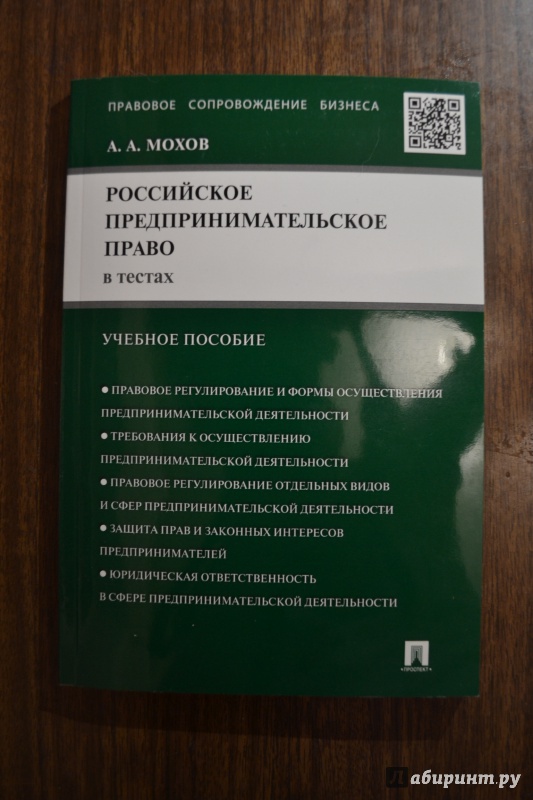 ПРАВОВОЕ СОПРОВОЖДЕНИЕ БИЗНЕСА
А. А. МОХОВ
РОССИЙСКОЕ
ПРЕДПРИНИМАТЕЛЬСКОЕ
ПРАВО
в тестах
УЧЕБНОЕ ПОСОБИЕ
● ПРАВОВОЕ РЕГУЛИРОВАНИЕ И ФОРМЫ ОСУЩЕСТВЛЕНИЯ
ПРЕДПРИНИМАТЕЛЬСКОЙ ДЕЯТЕЛЬНОСТИ
● ТРЕБОВАНИЯ К ОСУЩЕСТВЛЕНИЮ
ПРЕДПРИНИМАТЕЛЬСКОЙ ДЕЯТЕЛЬНОСТИ
● ПРАВОВОЕ РЕГУЛИРОВАНИЕ ОТДЕЛЬНЫХ ВИДОВ
И СФЕР ПРЕДПРИНИМАТЕЛЬСКОЙ ДЕЯТЕЛЬНОСТИ
● ЗАЩИТА ПРАВ И ЗАКОННЫХ ИНТЕРЕСОВ
ПРЕДПРИНИМАТЕЛЕЙ
● ЮРИДИЧЕСКАЯ ОТВЕТСТВЕННОСТЬ
В СФЕРЕ ПРЕДПРИНИМАТЕЛЬСКОЙ ДЕЯТЕЛЬНОСТИ
•ПРОСПЕКТ•
Лабиринт.ру